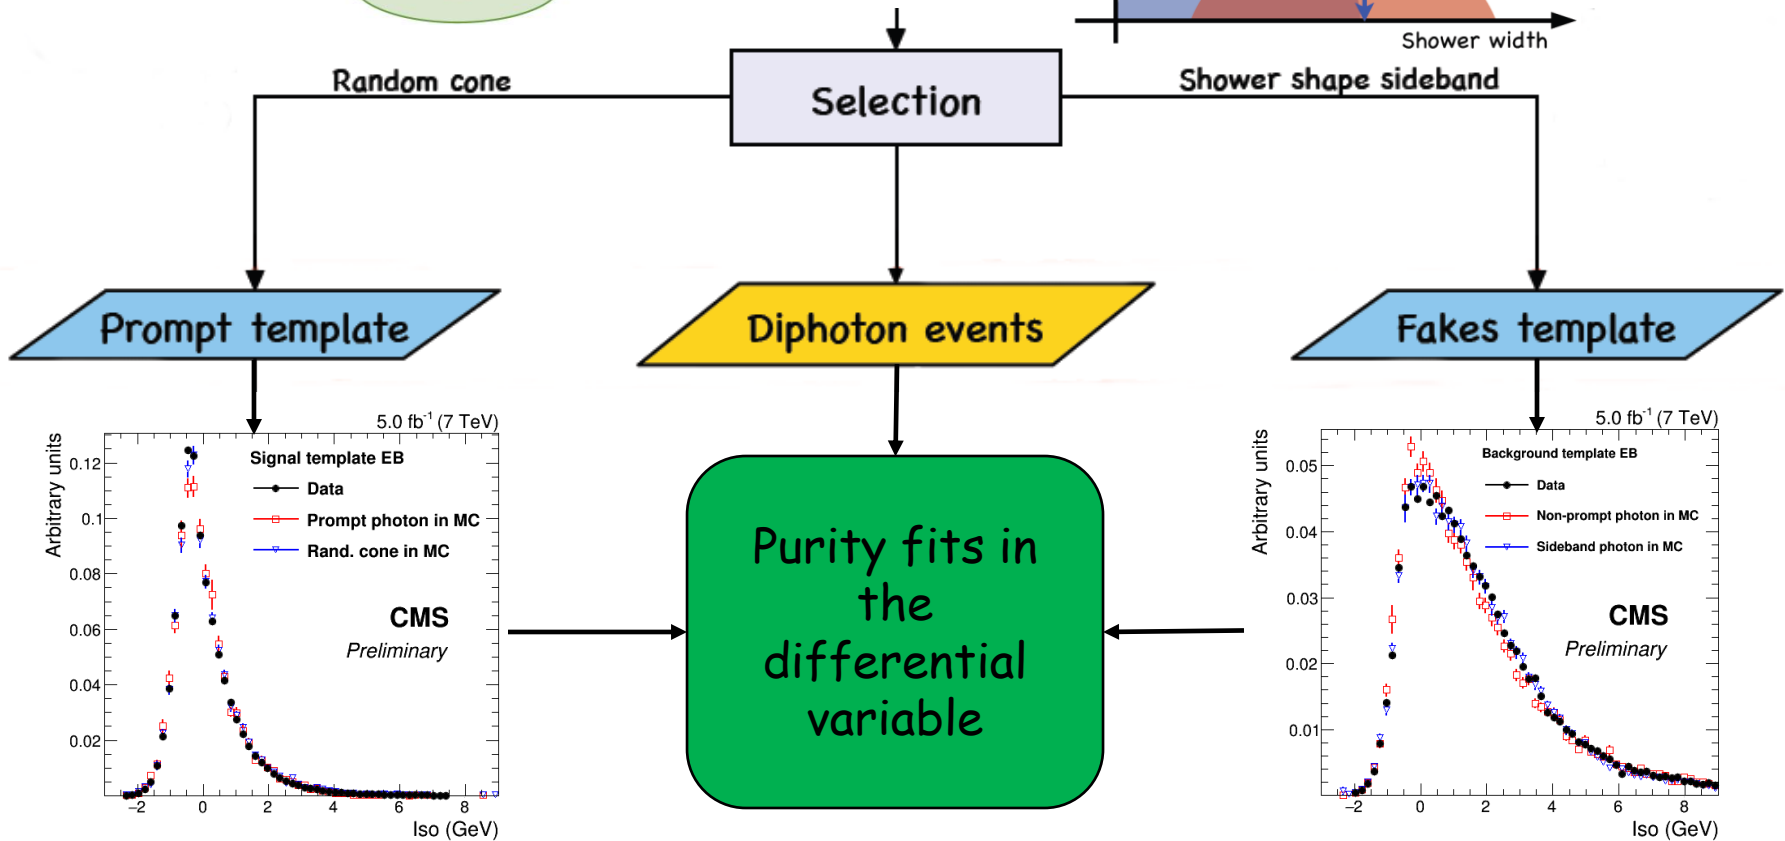 Shower width
Random cone
Selection
Shower shape sideband
Prompt template
Diphoton events
Fakes template
5.0 fb⁻¹ (7 TeV)
Arbitrary units
Signal template EB
Data
Prompt photon in MC
Rand. cone in MC
CMS
Preliminary
0.12
0.1
0.08
0.06
0.04
0.02
−2 0 2 4 6 8
Iso (GeV)
Purity fits in
the
differential
variable
5.0 fb⁻¹ (7 TeV)
Arbitrary units
Background template EB
Data
Non-prompt photon in MC
Sideband photon in MC
CMS
Preliminary
0.05
0.04
0.03
0.02
0.01
−2 0 2 4 6 8
Iso (GeV)